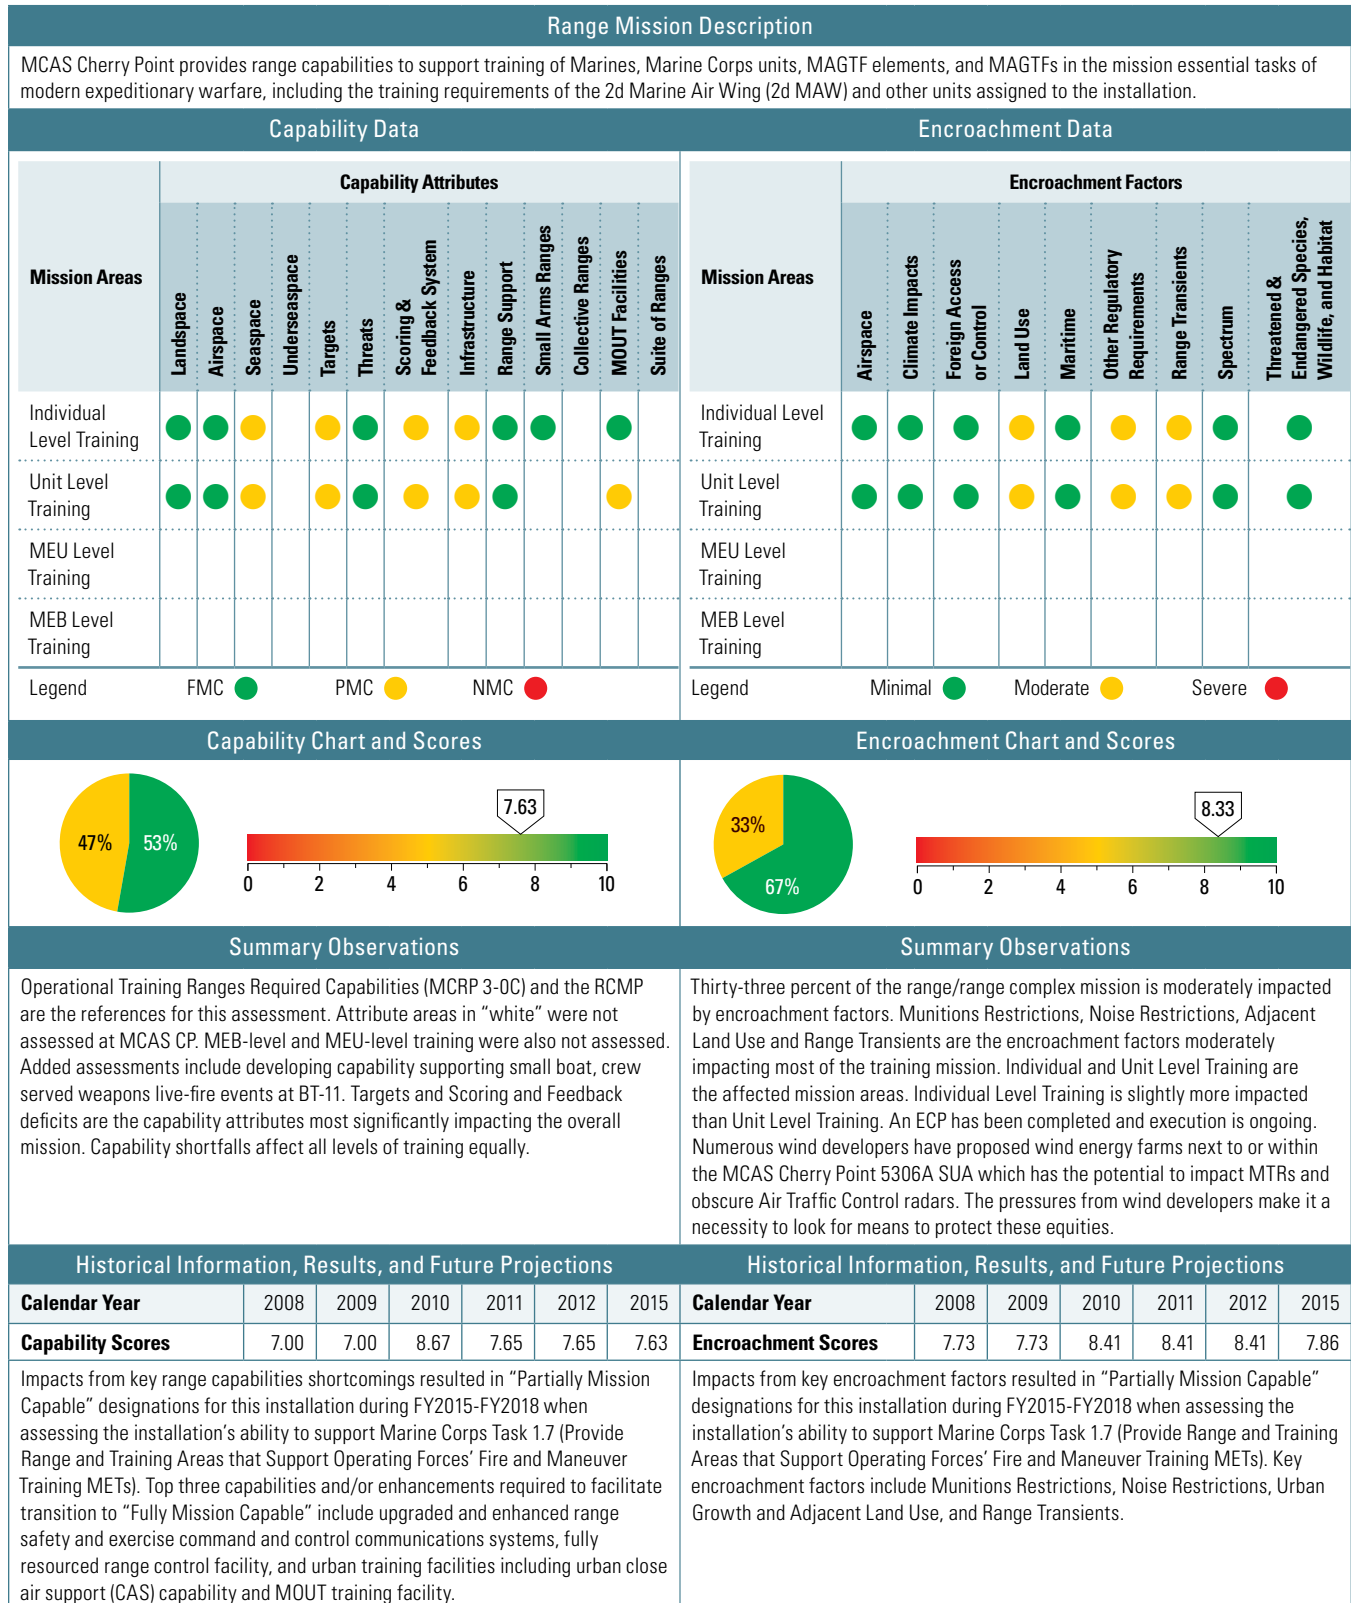 Range Mission Description
MCAS Cherry Point provides range capabilities to support training of Marines, Marine Corps units, MAGTF elements, and MAGTFs in the mission essential tasks of
modern expeditionary warfare, including the training requirements of the 2d Marine Air Wing (2d MAW) and other units assigned to the installation.
Capability Data
Mission Areas
Capability Attributes
Landspace
Airspace
Seaspace
Underseaspace
Targets
Threats
Scoring &
Feedback System
Infrastructure
Range Support
Small Arms Ranges
Collective Ranges
MOUT Facilities
Suite of Ranges
Individual
Level Training
Unit Level
Training
MEU Level
Training
MEB Level
Training
Legend FMC PMC NMC
Encroachment Data
Mission Areas
Encroachment Factors
Airspace
Climate Impacts
Foreign Access
or Control
Land Use
Maritime
Other Regulatory
Requirements
Range Transients
Spectrum
Threatened &
Endangered Species,
Wildlife, and Habitat
Individual Level
Training
Unit Level
Training
MEU Level
Training
MEB Level
Training
Legend Minimal Moderate Severe
Capability Chart and Scores
47% 53%
7.63
0 2 4 6 8 10
Encroachment Chart and Scores
33%
67%
8.33
0 2 4 6 8 10
Summary Observations
Operational Training Ranges Required Capabilities (MCRP 3-0C) and the RCMP
are the references for this assessment. Attribute areas in “white” were not
assessed at MCAS CP. MEB-level and MEU-level training were also not assessed.
Added assessments include developing capability supporting small boat, crew
served weapons live-fire events at BT-11. Targets and Scoring and Feedback
deficits are the capability attributes most significantly impacting the overall
mission. Capability shortfalls affect all levels of training equally.
Summary Observations
Thirty-three percent of the range/range complex mission is moderately impacted
by encroachment factors. Munitions Restrictions, Noise Restrictions, Adjacent
Land Use and Range Transients are the encroachment factors moderately
impacting most of the training mission. Individual and Unit Level Training are
the affected mission areas. Individual Level Training is slightly more impacted
than Unit Level Training. An ECP has been completed and execution is ongoing.
Numerous wind developers have proposed wind energy farms next to or within
the MCAS Cherry Point 5306A SUA which has the potential to impact MTRs and
obscure Air Traffic Control radars. The pressures from wind developers make it a
necessity to look for means to protect these equities.
Historical Information, Results, and Future Projections
Calendar Year 2008 2009 2010 2011 2012 2015
Capability Scores 7.00 7.00 8.67 7.65 7.65 7.63
Impacts from key range capabilities shortcomings resulted in “Partially Mission
Capable” designations for this installation during FY2015-FY2018 when
assessing the installation’s ability to support Marine Corps Task 1.7 (Provide
Range and Training Areas that Support Operating Forces’ Fire and Maneuver
Training METs). Top three capabilities and/or enhancements required to facilitate
transition to “Fully Mission Capable” include upgraded and enhanced range
safety and exercise command and control communications systems, fully
resourced range control facility, and urban training facilities including urban close
air support (CAS) capability and MOUT training facility.
Historical Information, Results, and Future Projections
Calendar Year 2008 2009 2010 2011 2012 2015
Encroachment Scores 7.73 7.73 8.41 8.41 8.41 7.86
Impacts from key encroachment factors resulted in “Partially Mission Capable”
designations for this installation during FY2015-FY2018 when assessing the
installation’s ability to support Marine Corps Task 1.7 (Provide Range and Training
Areas that Support Operating Forces’ Fire and Maneuver Training METs). Key
encroachment factors include Munitions Restrictions, Noise Restrictions, Urban
Growth and Adjacent Land Use, and Range Transients.